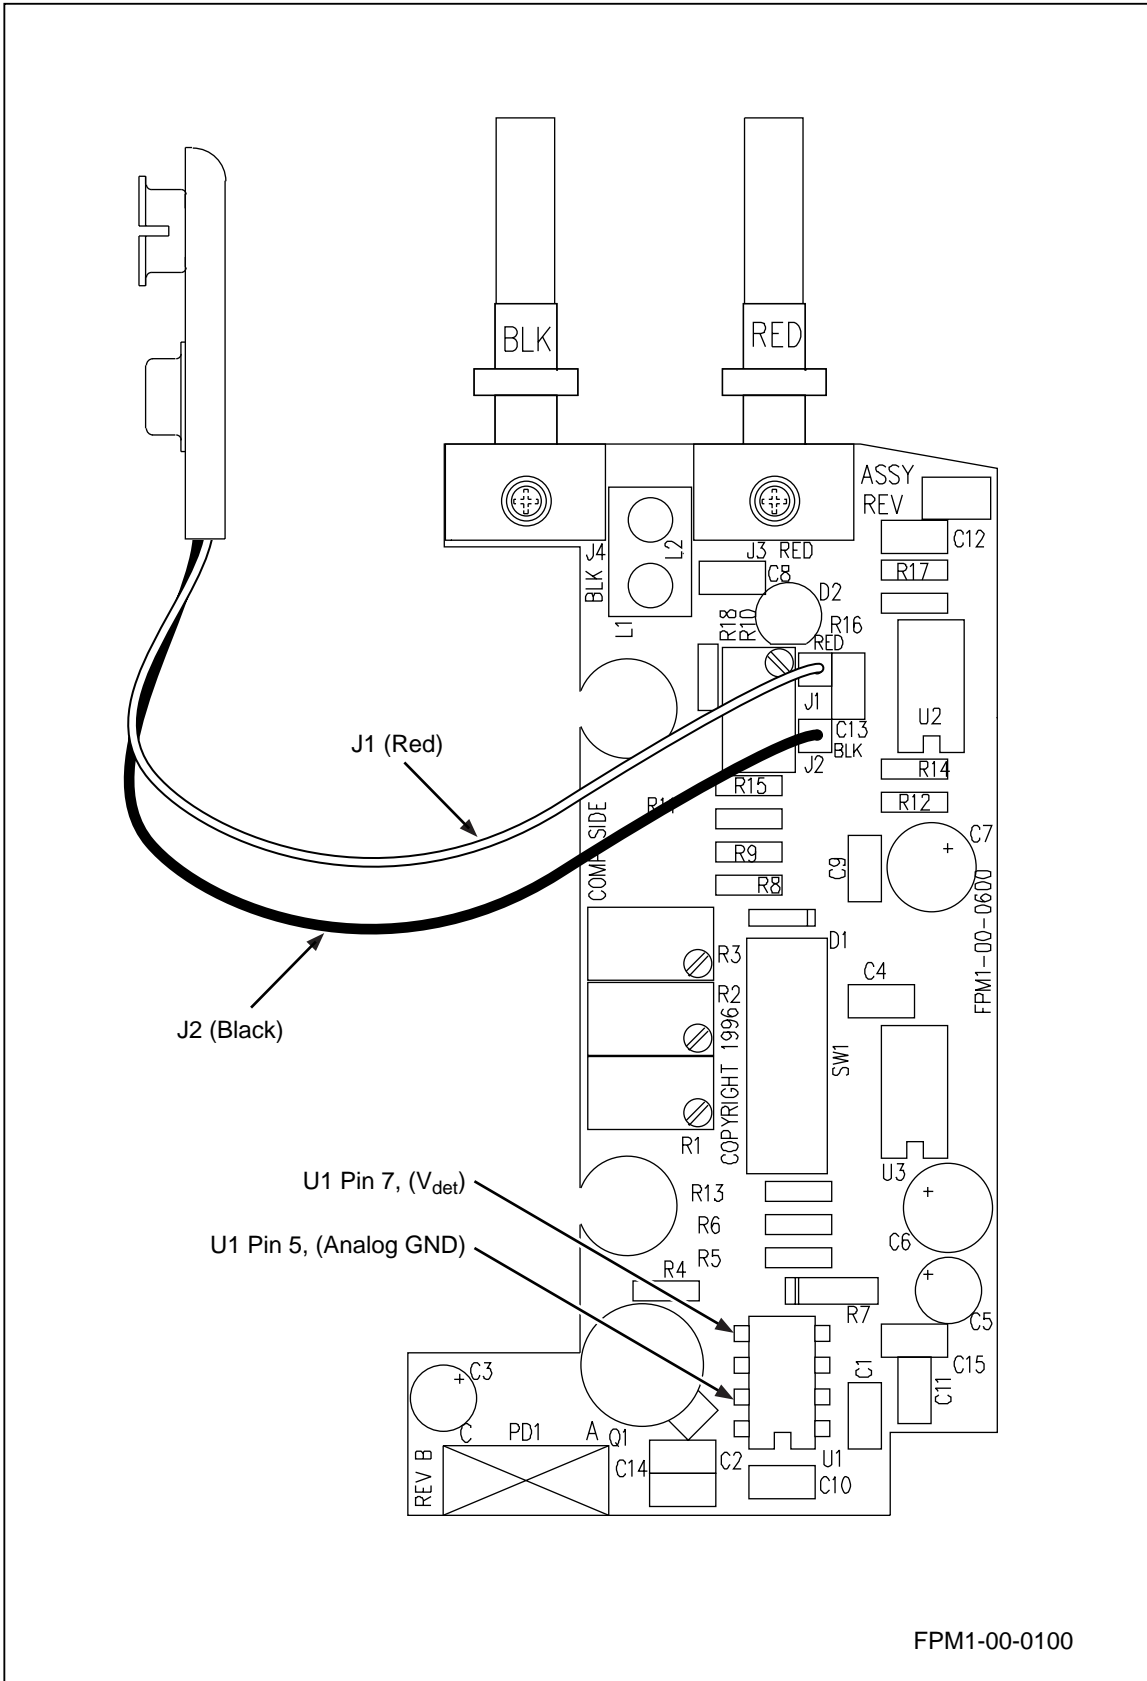 BLK
RED
ASSY
REV
C12
J4
BLK
L2
L1
J3 RED
C8
D2
R17
R18
R10
R16
RED
J1
C13
BLK
J2
U2
R14
R12
J1 (Red)
R15
R11
COMP SIDE
R9
R8
C9
C7
+
FPM1-00-0600
D1
R3
R2
R1
COPYRIGHT 1996
SW1
C4
U3
J2 (Black)
U1 Pin 7, (Vdet)
U1 Pin 5, (Analog GND)
R13
R6
R5
R4
R7
+
C6
+
C5
C15
C11
C1
+
C3
C
PD1
A
Q1
REV B
C14
C2
U1
C10
FPM1-00-0100